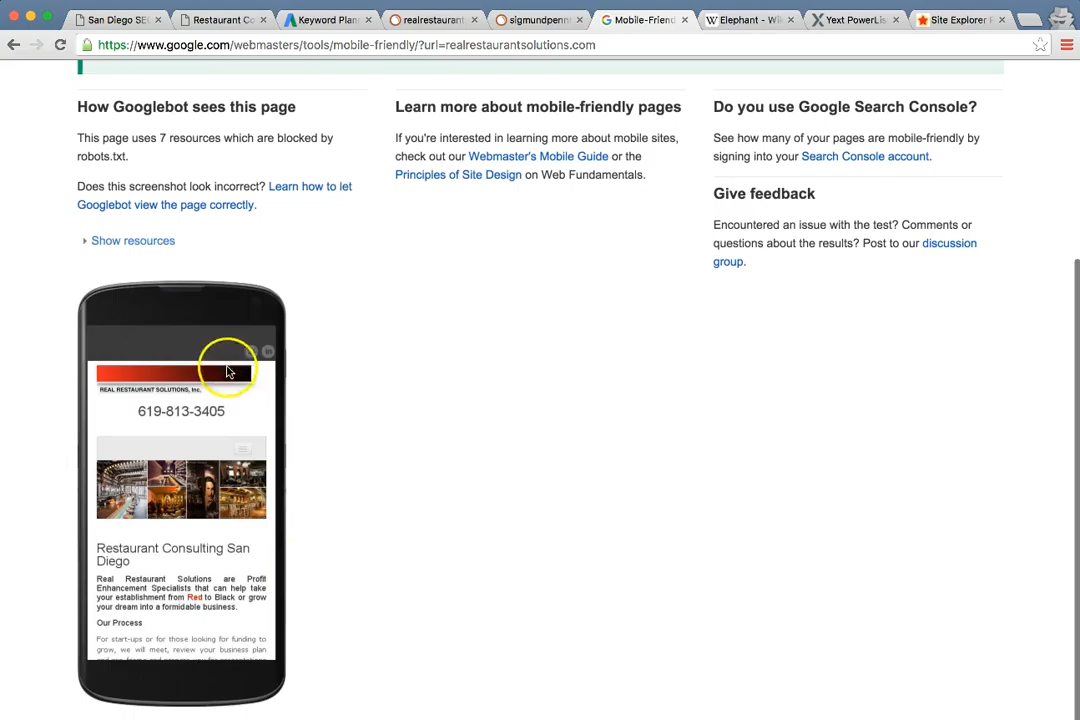 San Diego SE
Restaurant Co
Keyword Plan
realrestaurant
sigmundpenn
Mobile-Friend
Elephant - Wi
Yext PowerLis
Site Explorer
https://www.google.com/webmasters/tools/mobile-friendly/?url=realrestaurantsolutions.com
How Googlebot sees this page
This page uses 7 resources which are blocked by
robots.txt.
Does this screenshot look incorrect? Learn how to let
Googlebot view the page correctly.
Show resources
Learn more about mobile-friendly pages
If you're interested in learning more about mobile sites,
check out our Webmaster's Mobile Guide or the
Principles of Site Design on Web Fundamentals.
Do you use Google Search Console?
See how many of your pages are mobile-friendly by
signing into your Search Console account.
Give feedback
Encountered an issue with the test? Comments or
questions about the results? Post to our discussion
group.
in
REAL RESTAURANT SOLUTIONS, Inc.
619-813-3405
Restaurant Consulting San
Diego
Real Restaurant Solutions are Profit
Enhancement Specialists that can help take
your establishment from Red to Black or grow
your dream into a formidable business.
Our Process
For start-ups or for those looking for funding to
grow, we will meet, review your business plan